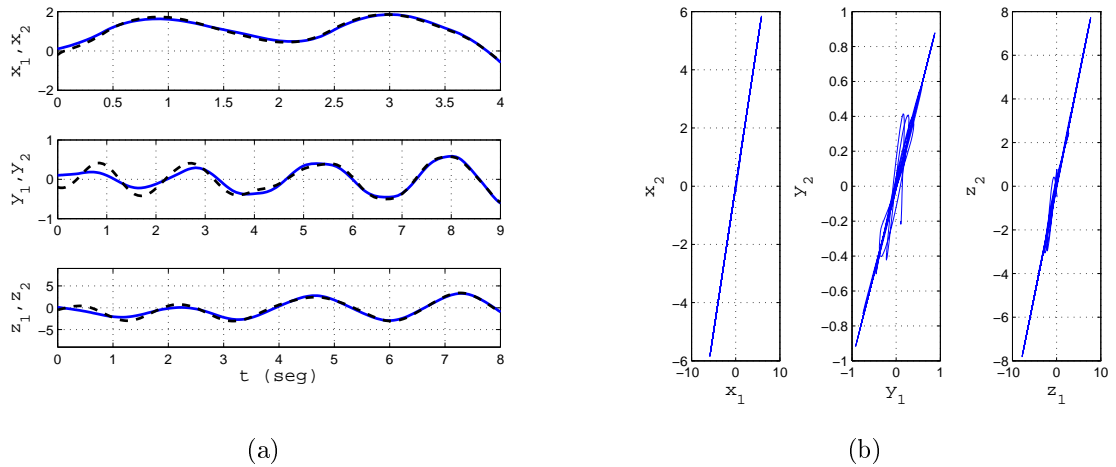 x1,x2
2
0
−2
0 0.5 1 1.5 2 2.5 3 3.5 4
y1,y2
1
0
−1
0 1 2 3 4 5 6 7 8 9
z1,z2
5
0
−5
0 1 2 3 4 5 6 7 8
t (seg)
(a)
x2
6
4
2
0
−2
−4
−6
−10 0 10
x1
y2
1
0.8
0.6
0.4
0.2
0
−0.2
−0.4
−0.6
−0.8
−1
−1 0 1
y1
z2
8
6
4
2
0
−2
−4
−6
−8
−10 0 10
z1
(b)